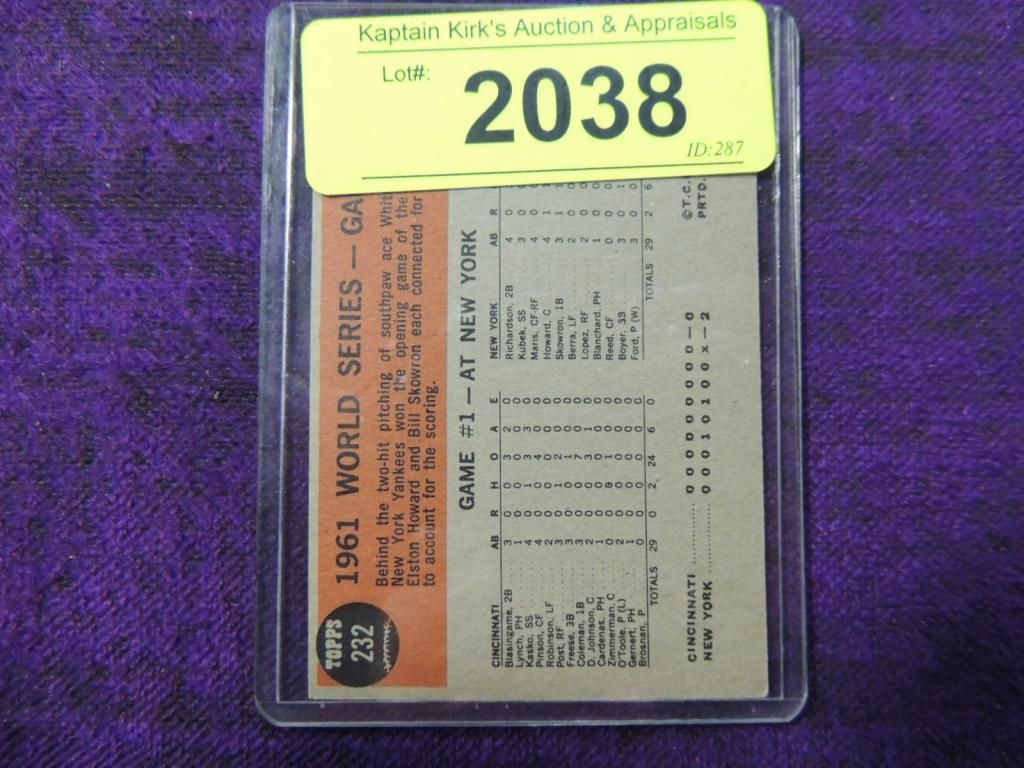 Kaptain Kirk's Auction & Appraisals
Lot#: 2038
ID:287
TOPPS
232
1961 WORLD SERIES — GA
Behind the two-hit pitching of southpaw ace Whit
New York Yankees won the opening game of the
Elston Howard and Bill Skowron each connected for
to account for the scoring.
GAME #1 — AT NEW YORK
CINCINNATI AB R H O A E
Blasingame, 2B 3 0 0 3 2 0
Lynch, PH 1 0 0 0 0 0
Kasko, SS 4 0 1 3 3 0
Pinson, CF 4 0 0 4 0 0
Robinson, LF 2 0 0 0 0 0
Post, RF 3 0 1 2 0 0
Freese, 3B 3 0 0 1 0 0
Coleman, 1B 3 0 0 7 0 0
D. Johnson, C 2 0 0 3 1 0
Cardenas, PH 1 0 0 0 0 0
Zimmerman, C 0 0 0 1 0 0
O'Toole, P (L) 2 0 0 0 0 0
Gernert, PH 1 0 0 0 0 0
Brosnan, P 0 0 0 0 0 0
TOTALS 29 0 2 24 6 0
NEW YORK AB R
Richardson, 2B 4 0
Kubek, SS 3 0
Maris, CF-RF 4 0
Howard, C 4 1
Skowron, 1B 3 1
Berra, LF 2 0
Lopez, RF 2 0
Blanchard, PH 1 0
Reed, CF 0 0
Boyer, 3B 3 0
Ford, P (W) 3 0
TOTALS 29 2 6
CINCINNATI 0 0 0 0 0 0 0 0 0 — 0
NEW YORK 0 0 0 1 0 1 0 0 X — 2
© T.C.
PRTD.